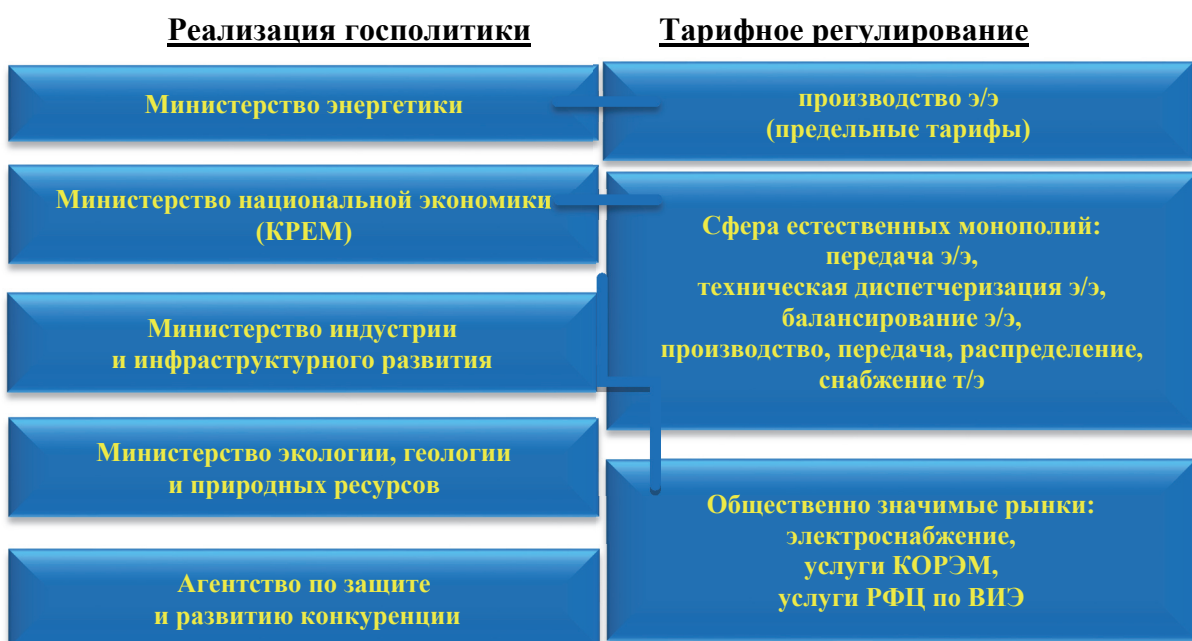 Реализация госполитики
Тарифное регулирование
Министерство энергетики
Министерство национальной экономики
(КРЕМ)
Министерство индустрии
и инфраструктурного развития
Министерство экологии, геологии
и природных ресурсов
Агентство по защите
и развитию конкуренции
производство э/э
(предельные тарифы)
Сфера естественных монополий:
передача э/э,
техническая диспетчеризация э/э,
балансирование э/э,
производство, передача, распределение,
снабжение т/э
Общественно значимые рынки:
электроснабжение,
услуги КОРЭМ,
услуги РФЦ по ВИЭ